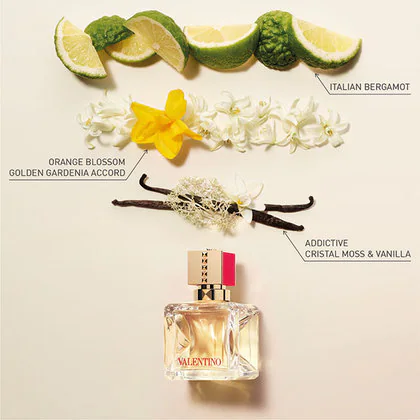 ITALIAN BERGAMOT
ORANGE BLOSSOM
GOLDEN GARDENIA ACCORD
ADDICTIVE
CRISTAL MOSS & VANILLA
VALENTINO